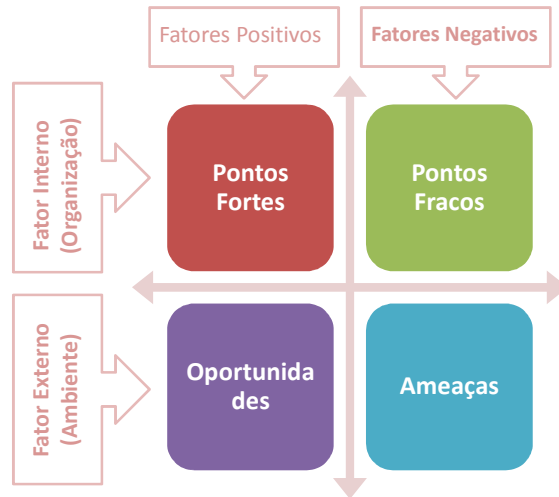 Fatores Positivos
Fatores Negativos
Fator Interno
(Organização)
Pontos
Fortes
Pontos
Fracos
Fator Externo
(Ambiente)
Oportunida
des
Ameaças